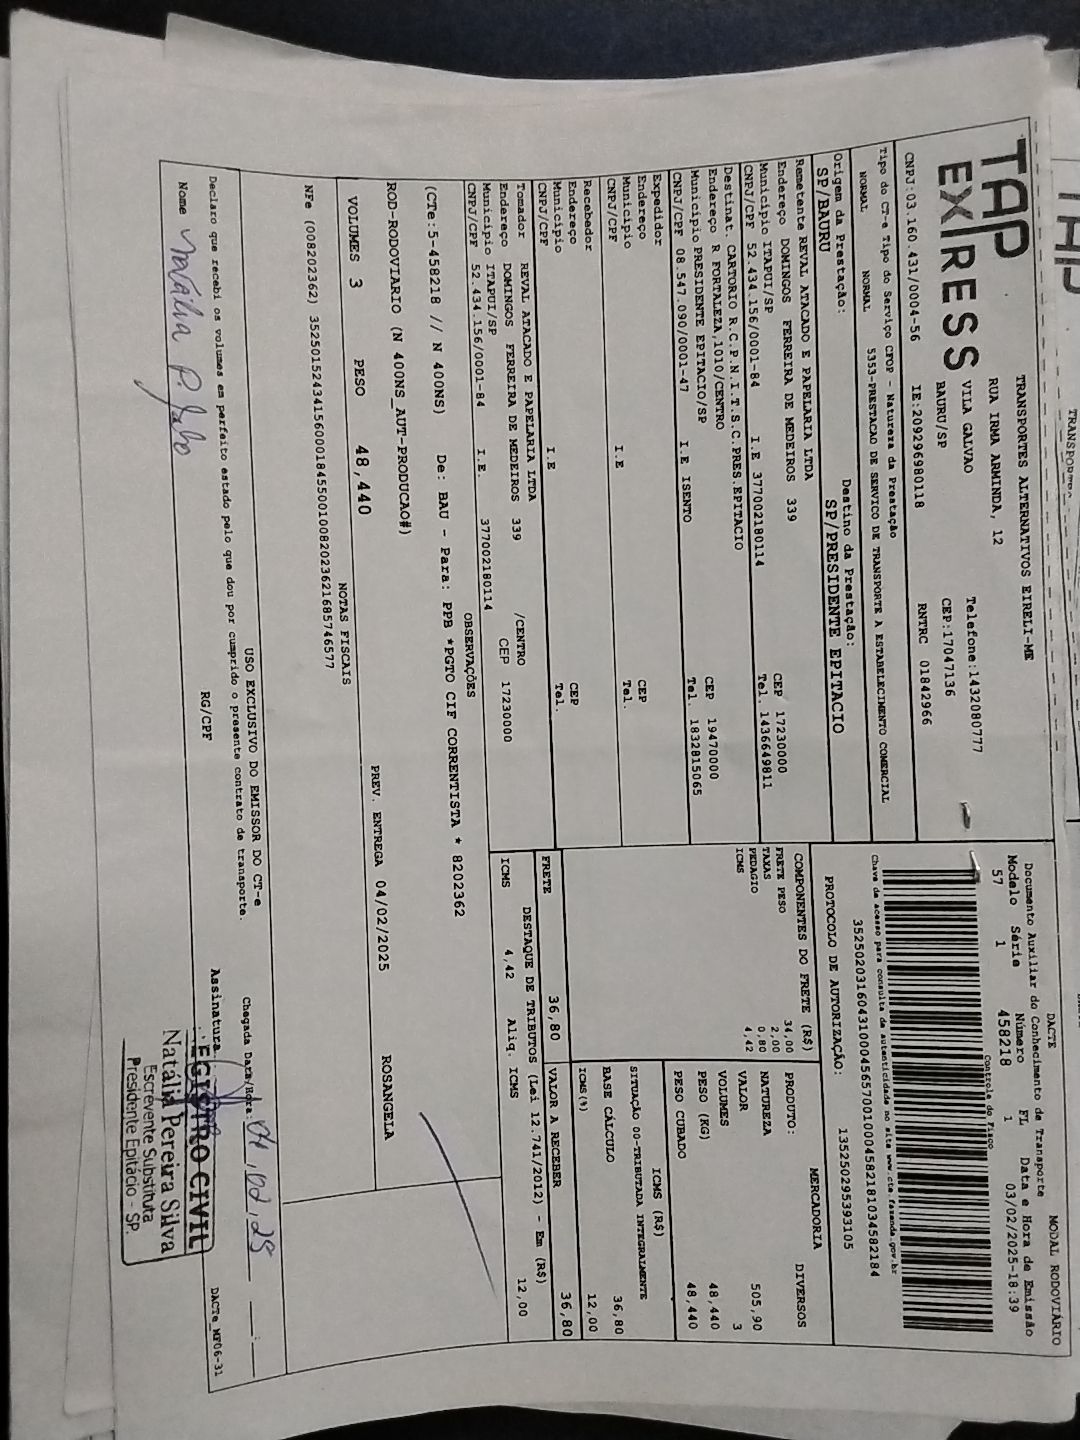 TAP
EXPRESS
TRANSPORTES ALTERNATIVOS EIRELI-ME
RUA IRMA ARMINDA, 12
VILA GALVAO
BAURU/SP
Telefone:1432080777
CEP:17047136
CNPJ:03.160.431/0004-56 IE:209296980118 RNTRC 01842966
DACTE
MODAL RODOVIÁRIO
Documento Auxiliar do Conhecimento de Transporte
Modelo Série Número FL Data e Hora de Emissão
57 1 458218 1 03/02/2025-18:39
Controle do Fisco
Chave de acesso para consulta de autenticidade no site www.cte.fazenda.gov.br
35250203160431000456570010004582181034582184
PROTOCOLO DE AUTORIZAÇÃO: 135250295393105
Tipo do CT-e Tipo do Serviço CFOP - Natureza da Prestação
NORMAL NORMAL 5353-PRESTACAO DE SERVICO DE TRANSPORTE A ESTABELECIMENTO COMERCIAL
Origem da Prestação: Destino da Prestação:
SP/BAURU SP/PRESIDENTE EPITACIO
Remetente REVAL ATACADO E PAPELARIA LTDA
Endereço DOMINGOS FERREIRA DE MEDEIROS 339
Município ITAPUI/SP CEP 17230000
CNPJ/CPF 52.434.156/0001-84 I.E 377002180114 Tel. 1436649811
Destinat. CARTORIO R.C.P.N.I.T.S.C.PRES.EPITACIO
Endereço R FORTALEZA,1010/CENTRO
Município PRESIDENTE EPITACIO/SP CEP 19470000
CNPJ/CPF 08.547.090/0001-47 I.E ISENTO Tel. 1832815065
Expedidor
Endereço
Município CEP
CNPJ/CPF I.E Tel.
Recebedor
Endereço
Município CEP
CNPJ/CPF I.E Tel.
Tomador REVAL ATACADO E PAPELARIA LTDA
Endereço DOMINGOS FERREIRA DE MEDEIROS 339 /CENTRO
Município ITAPUI/SP CEP 17230000
CNPJ/CPF 52.434.156/0001-84 I.E. 377002180114
COMPONENTES DO FRETE (R$)
FRETE PESO 34,00
TAXAS 2,00
PEDAGIO 0,80
ICMS 4,42
MERCADORIA
PRODUTO: DIVERSOS
NATUREZA
VALOR 505,90
VOLUMES 3
PESO (KG) 48,440
PESO CUBADO 48,440
ICMS (R$)
SITUAÇÃO 00-TRIBUTADA INTEGRALMENTE
BASE CÁLCULO 36,80
ICMS(%) 12,00
FRETE 36,80 VALOR A RECEBER 36,80
DESTAQUE DE TRIBUTOS (Lei 12.741/2012) - Em (R$)
ICMS 4,42 Aliq. ICMS 12,00
OBSERVAÇÕES
(CTe:5-458218 // N 400NS) De: BAU - Para: PPB *PGTO CIF CORRENTISTA * 8202362
ROD-RODOVIARIO (N 400NS_AUT-PRODUCAO#)
PREV. ENTREGA 04/02/2025 ROSANGELA
VOLUMES 3 PESO 48,440
NOTAS FISCAIS
NFe (008202362) 35250152434156000184550010082023621685746577
USO EXCLUSIVO DO EMISSOR DO CT-e
Declaro que recebi os volumes em perfeito estado pelo que dou por cumprido o presente contrato de transporte.
Chegada Data/Hora: 04,02,25
Nome Natália P. RG/CPF Assinatura
REGISTRO CIVIL
Natália Pereira Silva
Escrevente Substituta
Presidente Epitácio - SP.
DACTe_MF06-31